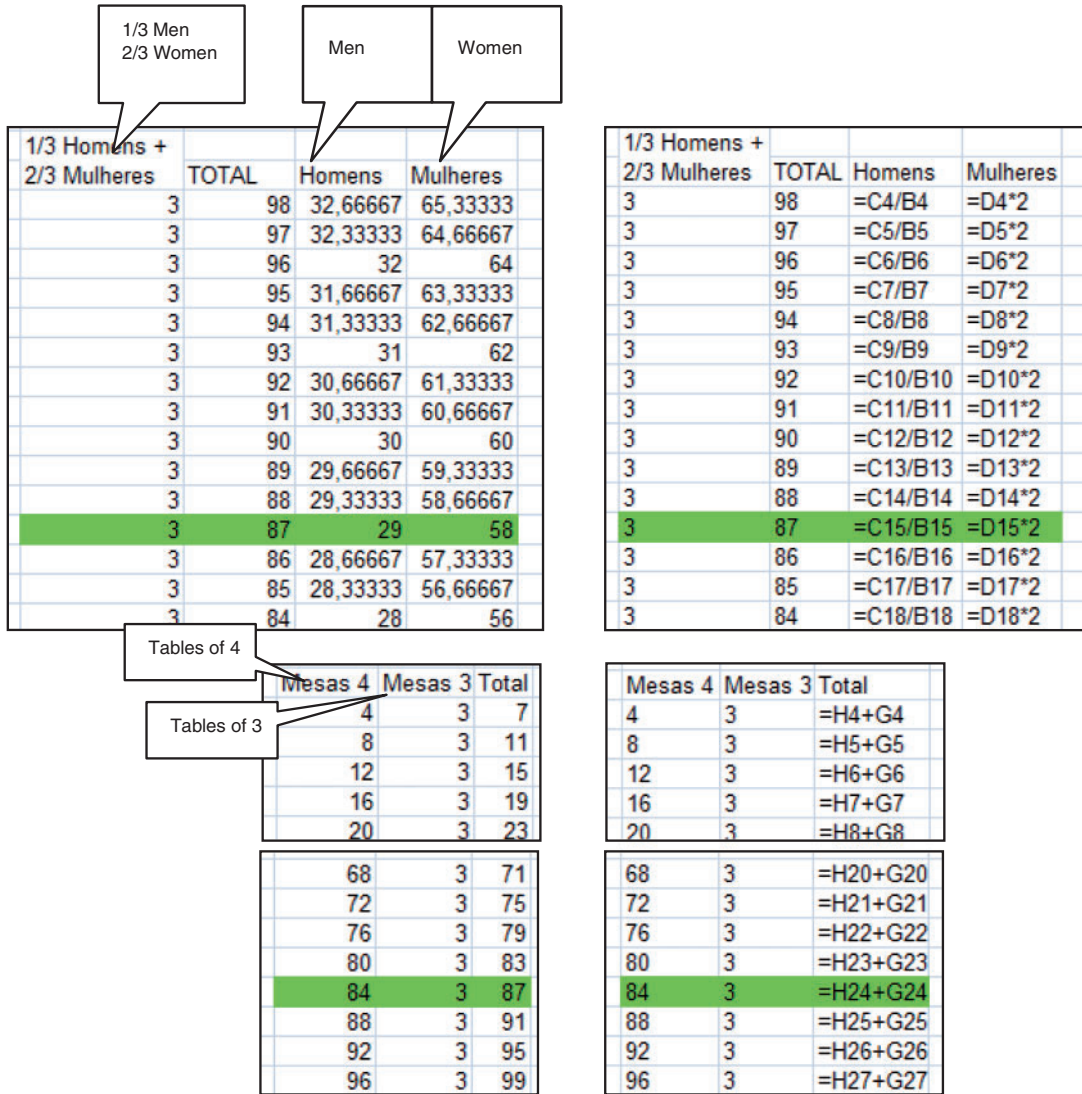 1/3 Men
2/3 Women
Men
Women
1/3 Homens +
2/3 Mulheres TOTAL Homens Mulheres
3 98 32,66667 65,33333
3 97 32,33333 64,66667
3 96 32 64
3 95 31,66667 63,33333
3 94 31,33333 62,66667
3 93 31 62
3 92 30,66667 61,33333
3 91 30,33333 60,66667
3 90 30 60
3 89 29,66667 59,33333
3 88 29,33333 58,66667
3 87 29 58
3 86 28,66667 57,33333
3 85 28,33333 56,66667
3 84 28 56
1/3 Homens +
2/3 Mulheres TOTAL Homens Mulheres
3 98 =C4/B4 =D4*2
3 97 =C5/B5 =D5*2
3 96 =C6/B6 =D6*2
3 95 =C7/B7 =D7*2
3 94 =C8/B8 =D8*2
3 93 =C9/B9 =D9*2
3 92 =C10/B10 =D10*2
3 91 =C11/B11 =D11*2
3 90 =C12/B12 =D12*2
3 89 =C13/B13 =D13*2
3 88 =C14/B14 =D14*2
3 87 =C15/B15 =D15*2
3 86 =C16/B16 =D16*2
3 85 =C17/B17 =D17*2
3 84 =C18/B18 =D18*2
Tables of 4
Tables of 3
Mesas 4 Mesas 3 Total
4 3 7
8 3 11
12 3 15
16 3 19
20 3 23
Mesas 4 Mesas 3 Total
4 3 =H4+G4
8 3 =H5+G5
12 3 =H6+G6
16 3 =H7+G7
20 3 =H8+G8
68 3 71
72 3 75
76 3 79
80 3 83
84 3 87
88 3 91
92 3 95
96 3 99
68 3 =H20+G20
72 3 =H21+G21
76 3 =H22+G22
80 3 =H23+G23
84 3 =H24+G24
88 3 =H25+G25
92 3 =H26+G26
96 3 =H27+G27